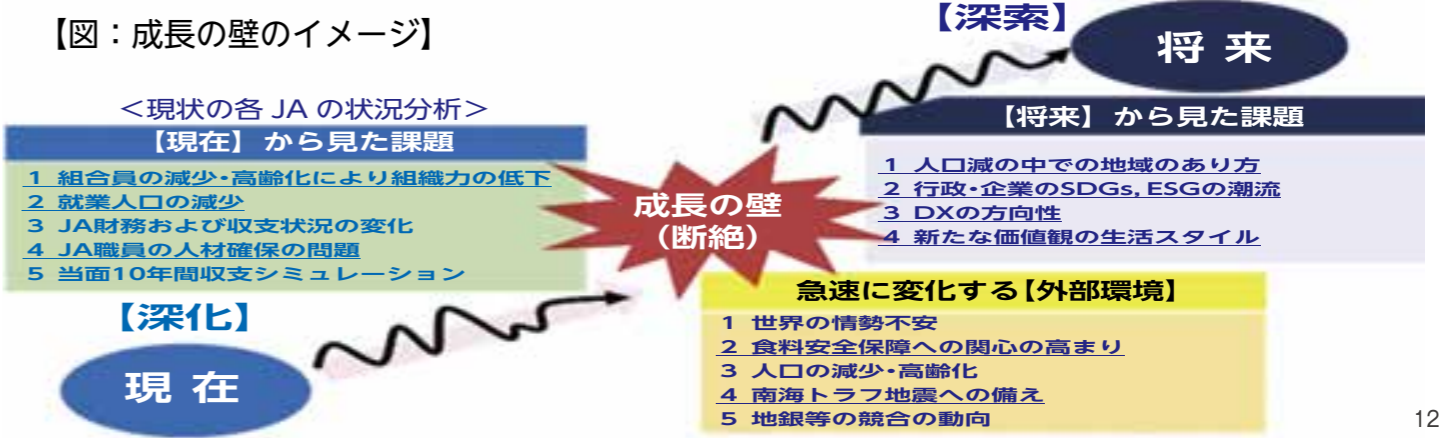 【図：成長の壁のイメージ】
＜現状の各 JA の状況分析＞
【現在】から見た課題
1 組合員の減少・高齢化により組織力の低下
2 就業人口の減少
3 JA財務および収支状況の変化
4 JA職員の人材確保の問題
5 当面10年間収支シミュレーション
【深化】
現 在
成長の壁
（断絶）
【深索】
将 来
【将来】から見た課題
1 人口減の中での地域のあり方
2 行政・企業のSDGs, ESGの潮流
3 DXの方向性
4 新たな価値観の生活スタイル
急速に変化する【外部環境】
1 世界の情勢不安
2 食料安全保障への関心の高まり
3 人口の減少・高齢化
4 南海トラフ地震への備え
5 地銀等の競合の動向
12